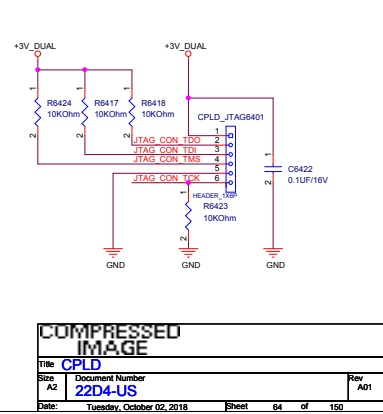 +3V_DUAL
+3V_DUAL
1
1
1
R6424
10KOhm
R6417
10KOhm
R6418
10KOhm
2
2
2
CPLD_JTAG6401
1
JTAG_CON_TDO 2
JTAG_CON_TDI 3
JTAG_CON_TMS 4
5
JTAG_CON_TCK 6
HEADER_1X6P
1
C6422
0.1UF/16V
2
1
R6423
10KOhm
2
GND
GND
GND
COMPRESSED
IMAGE
Title CPLD
Size
A2
Document Number
22D4-US
Rev
A01
Date: Tuesday, October 02, 2018 Sheet 64 of 150